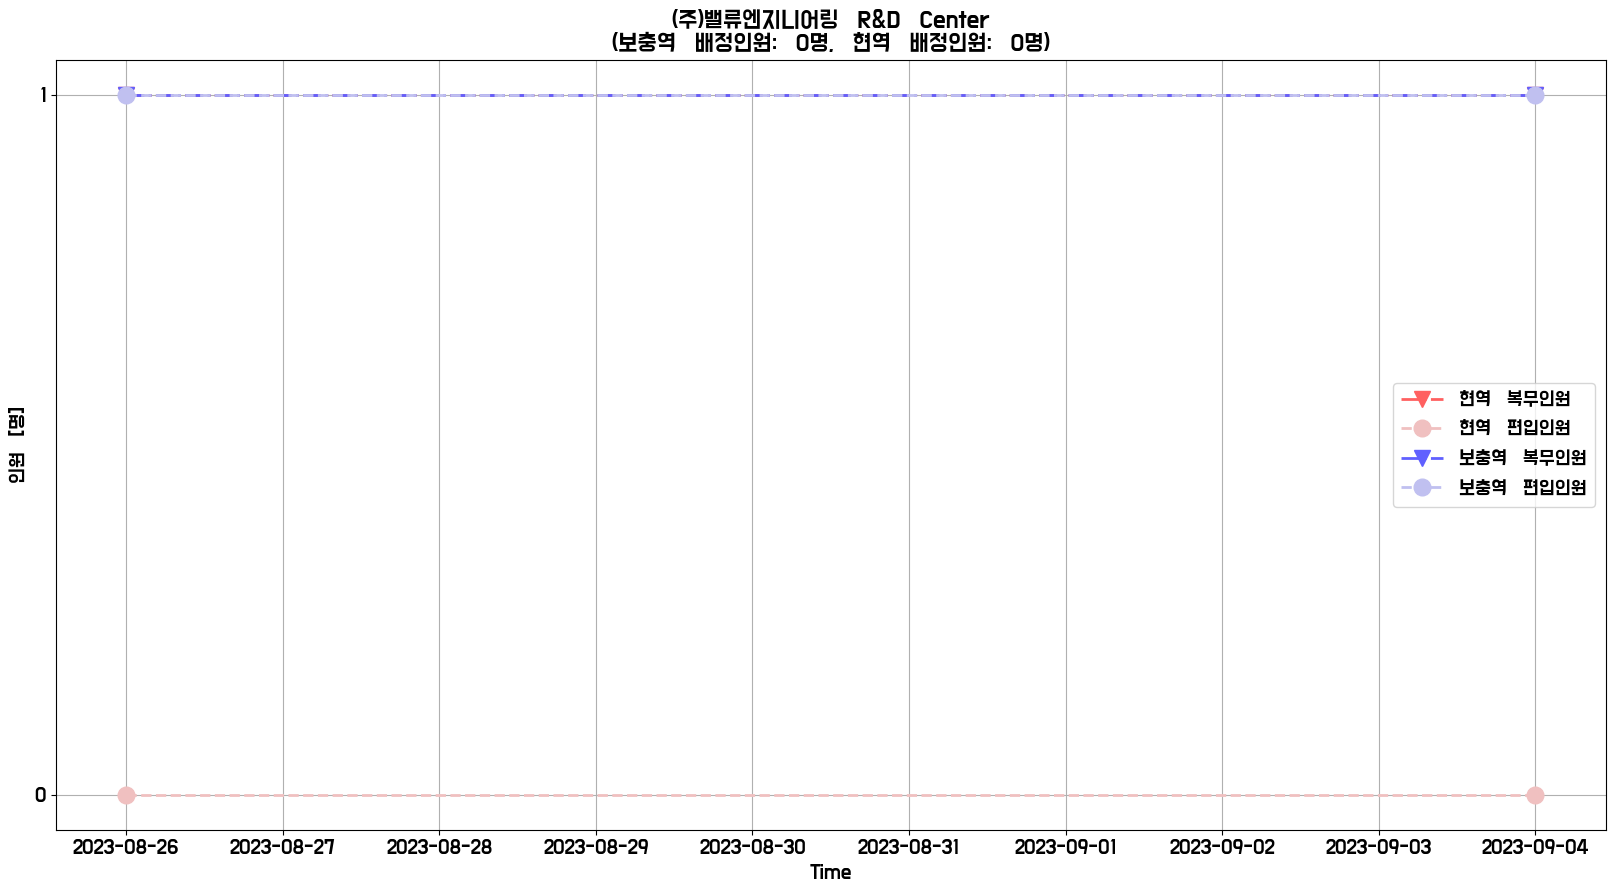 (주)밸류엔지니어링 R&D Center
(보충역 배정인원: 0명, 현역 배정인원: 0명)
1
0
인원 [명]
현역 복무인원
현역 편입인원
보충역 복무인원
보충역 편입인원
2023-08-26 2023-08-27 2023-08-28 2023-08-29 2023-08-30 2023-08-31 2023-09-01 2023-09-02 2023-09-03 2023-09-04
Time